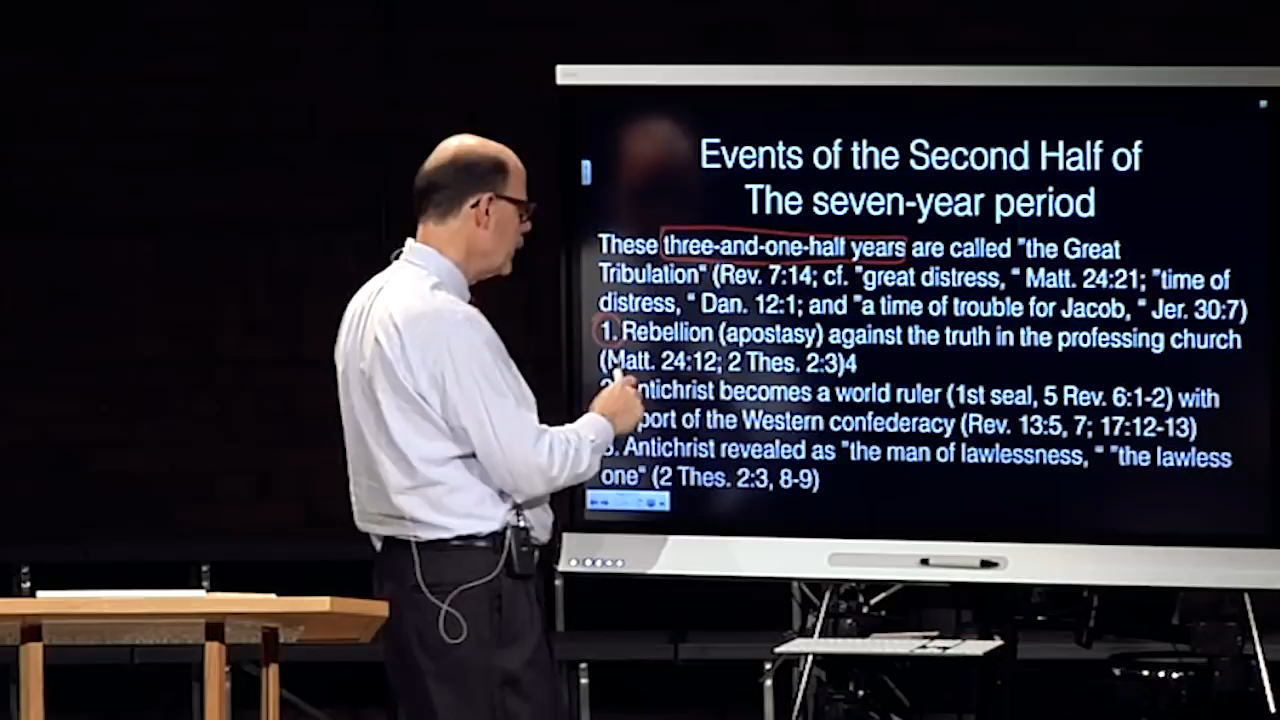 Events of the Second Half of
The seven-year period
These three-and-one-half years are called "the Great
Tribulation" (Rev. 7:14; cf. "great distress, " Matt. 24:21; "time of
distress, " Dan. 12:1; and "a time of trouble for Jacob, " Jer. 30:7)
1. Rebellion (apostasy) against the truth in the professing church
(Matt. 24:12; 2 Thes. 2:3)4
becomes a world ruler (1st seal, 5 Rev. 6:1-2) with
of the Western confederacy (Rev. 13:5, 7; 17:12-13)
3. Antichrist revealed as "the man of lawlessness, " "the lawless
one" (2 Thes. 2:3, 8-9)